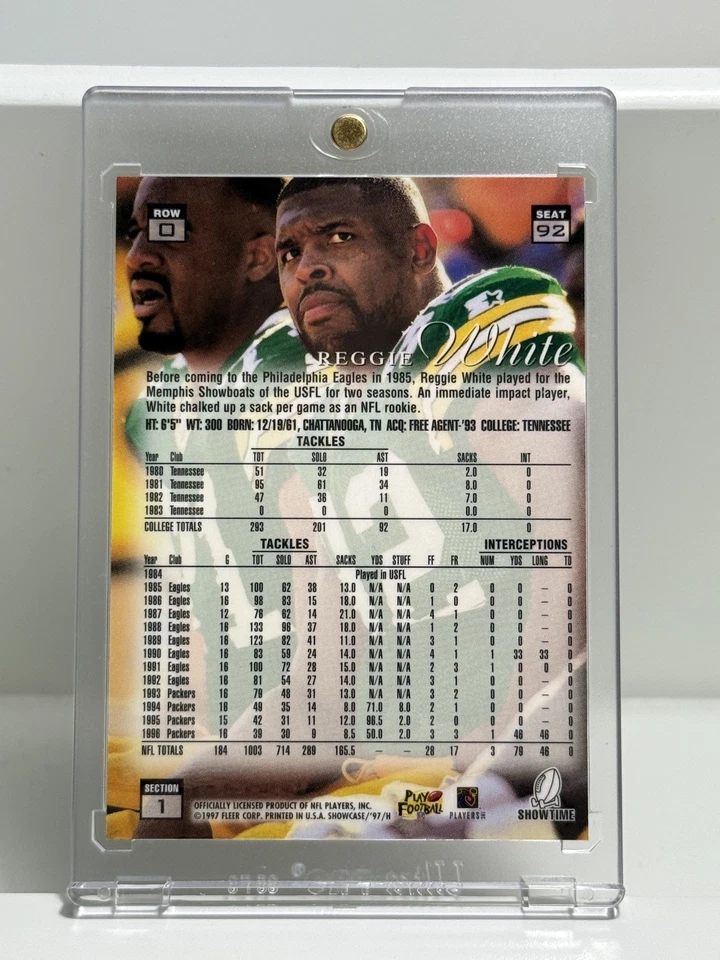 ROW
0
SEAT
92
REGGIE White
Before coming to the Philadelphia Eagles in 1985, Reggie White played for the
Memphis Showboats of the USFL for two seasons. An immediate impact player,
White chalked up a sack per game as an NFL rookie.
HT: 6'5" WT: 300 BORN: 12/19/61, CHATTANOOGA, TN ACQ: FREE AGENT-'93 COLLEGE: TENNESSEE
TACKLES
Year Club TOT SOLO AST SACKS INT
1980 Tennessee 51 32 19 2.0 0
1981 Tennessee 95 61 34 8.0 0
1982 Tennessee 47 36 11 7.0 0
1983 Tennessee 0 0 0 0.0 0
COLLEGE TOTALS 293 201 92 17.0 0
TACKLES INTERCEPTIONS
Year Club G TOT SOLO AST SACKS YDS STUFF FF FR NUM YDS LONG TD
1984 Played in USFL
1985 Eagles 13 100 62 38 13.0 N/A N/A 0 2 0 0 – 0
1986 Eagles 16 98 83 15 18.0 N/A N/A 1 0 0 0 – 0
1987 Eagles 12 76 62 14 21.0 N/A N/A 4 1 0 0 – 0
1988 Eagles 16 133 96 37 18.0 N/A N/A 1 2 0 0 – 0
1989 Eagles 16 123 82 41 11.0 N/A N/A 3 1 0 0 – 0
1990 Eagles 16 83 59 24 14.0 N/A N/A 4 1 1 33 33 0
1991 Eagles 16 100 72 28 15.0 N/A N/A 2 3 1 0 0 0
1992 Eagles 16 81 54 27 14.0 N/A N/A 3 1 0 0 – 0
1993 Packers 16 79 48 31 13.0 N/A N/A 3 2 0 0 – 0
1994 Packers 16 49 35 14 8.0 71.0 8.0 2 1 0 0 – 0
1995 Packers 15 42 31 11 12.0 96.5 2.0 2 0 0 0 – 0
1996 Packers 16 39 30 9 8.5 50.0 2.0 3 3 1 46 46 0
NFL TOTALS 184 1003 714 289 165.5 – – 28 17 3 79 46 0
SECTION
1
OFFICIALLY LICENSED PRODUCT OF NFL PLAYERS, INC.
©1997 FLEER CORP. PRINTED IN U.S.A. SHOWCASE/'97/H
PLAY
FOOTBALL
PLAYERS INC
SHOWTIME